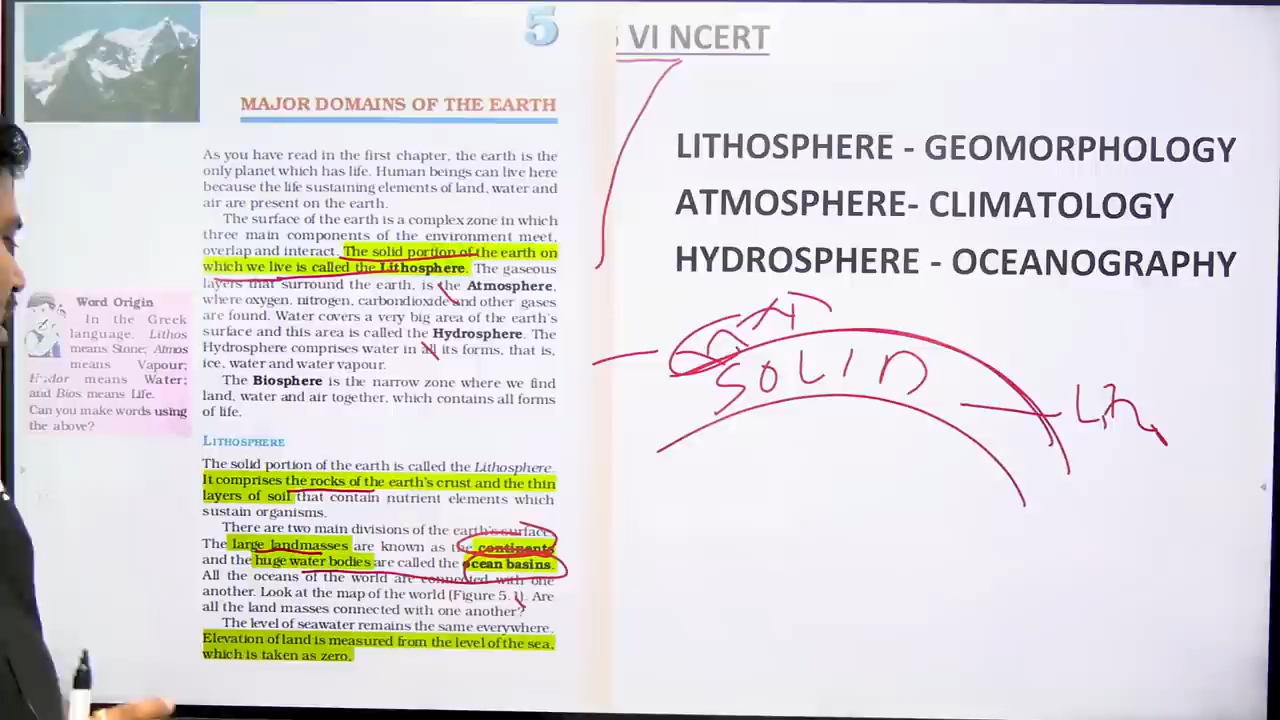 5
MAJOR DOMAINS OF THE EARTH
As you have read in the first chapter, the earth is the
only planet which has life. Human beings can live here
because the life sustaining elements of land, water and
air are present on the earth.
The surface of the earth is a complex zone in which
three main components of the environment meet,
overlap and interact. The solid portion of the earth on
which we live is called the Lithosphere. The gaseous
layers that surround the earth, is the Atmosphere,
where oxygen, nitrogen, carbondioxide and other gases
are found. Water covers a very big area of the earth's
surface and this area is called the Hydrosphere. The
Hydrosphere comprises water in all its forms, that is,
ice, water and water vapour.
The Biosphere is the narrow zone where we find
land, water and air together, which contains all forms
of life.
Word Origin
In the Greek
language, Lithos
means Stone; Atmos
means Vapour;
Hudor means Water;
and Bios means Life.
Can you make words using
the above?
LITHOSPHERE
The solid portion of the earth is called the Lithosphere.
It comprises the rocks of the earth's crust and the thin
layers of soil that contain nutrient elements which
sustain organisms.
There are two main divisions of the earth's surface.
The large landmasses are known as the continents
and the huge water bodies are called the ocean basins.
All the oceans of the world are connected with one
another. Look at the map of the world (Figure 5.1). Are
all the land masses connected with one another?
The level of seawater remains the same everywhere.
Elevation of land is measured from the level of the sea,
which is taken as zero.
VI NCERT
LITHOSPHERE - GEOMORPHOLOGY
ATMOSPHERE- CLIMATOLOGY
HYDROSPHERE - OCEANOGRAPHY
SOLID